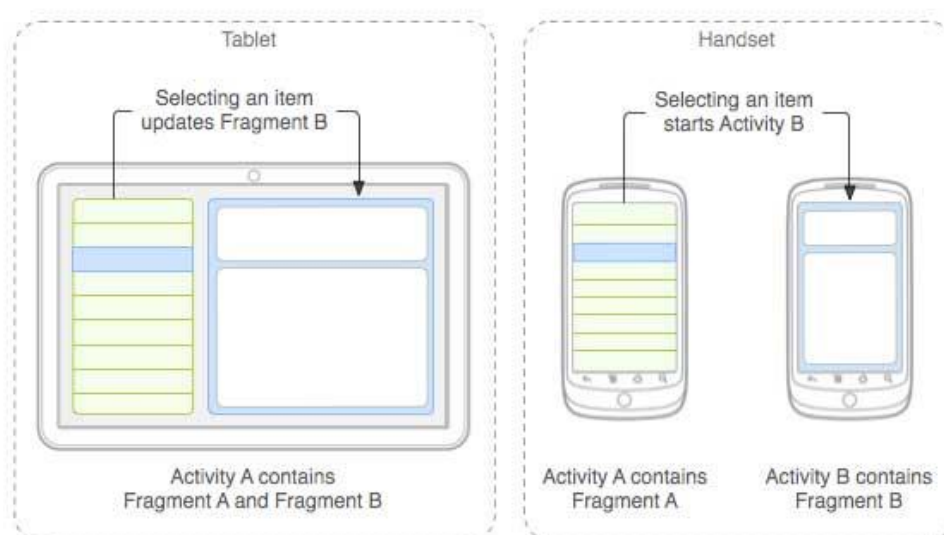 Tablet
Selecting an item
updates Fragment B
Activity A contains
Fragment A and Fragment B
Handset
Selecting an item
starts Activity B
Activity A contains
Fragment A
Activity B contains
Fragment B